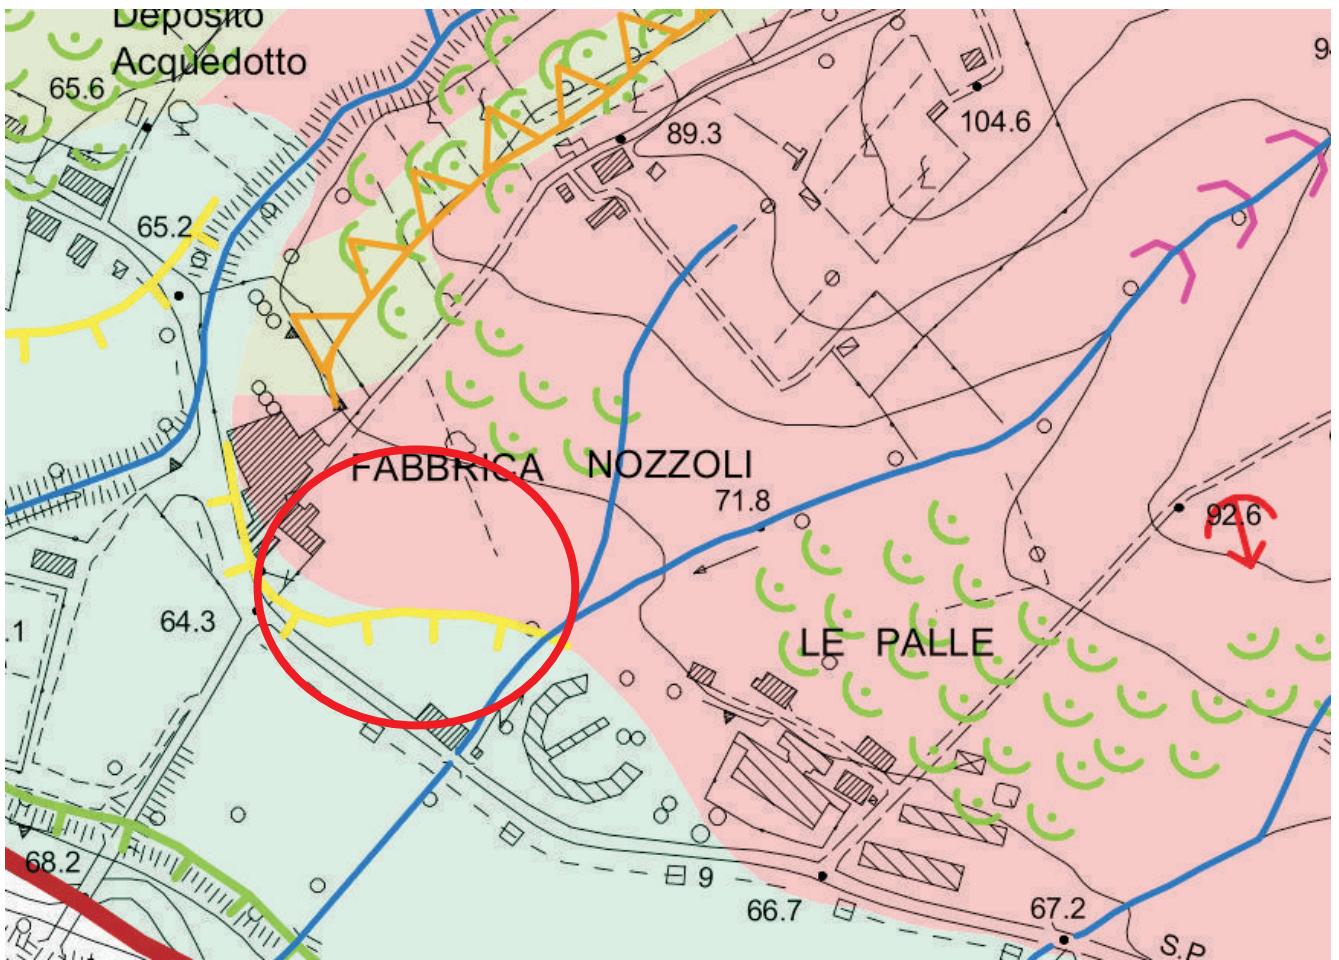 Deposito
Acquedotto
65.6
89.3
104.6
65.2
FABBRICA NOZZOLI
71.8
92.6
64.3
.1
LE PALLE
68.2
9
66.7
67.2
S.P